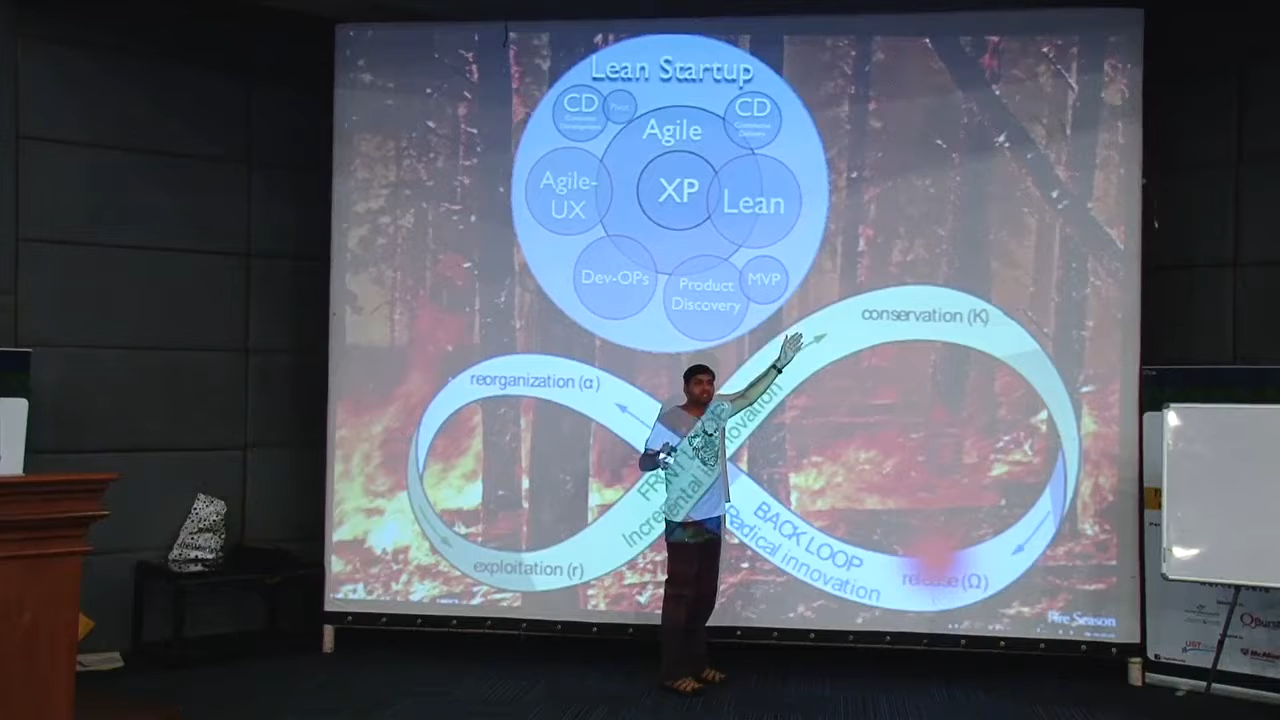 Lean Startup
CD
Pivot
CD
Agile
Agile-
UX
XP
Lean
Dev-OPs
Product
Discovery
MVP
conservation (K)
reorganization (α)
FRONT
Incremental innovation
BACK LOOP
Radical innovation
exploitation (r)
release (Ω)
Fire Season
UST